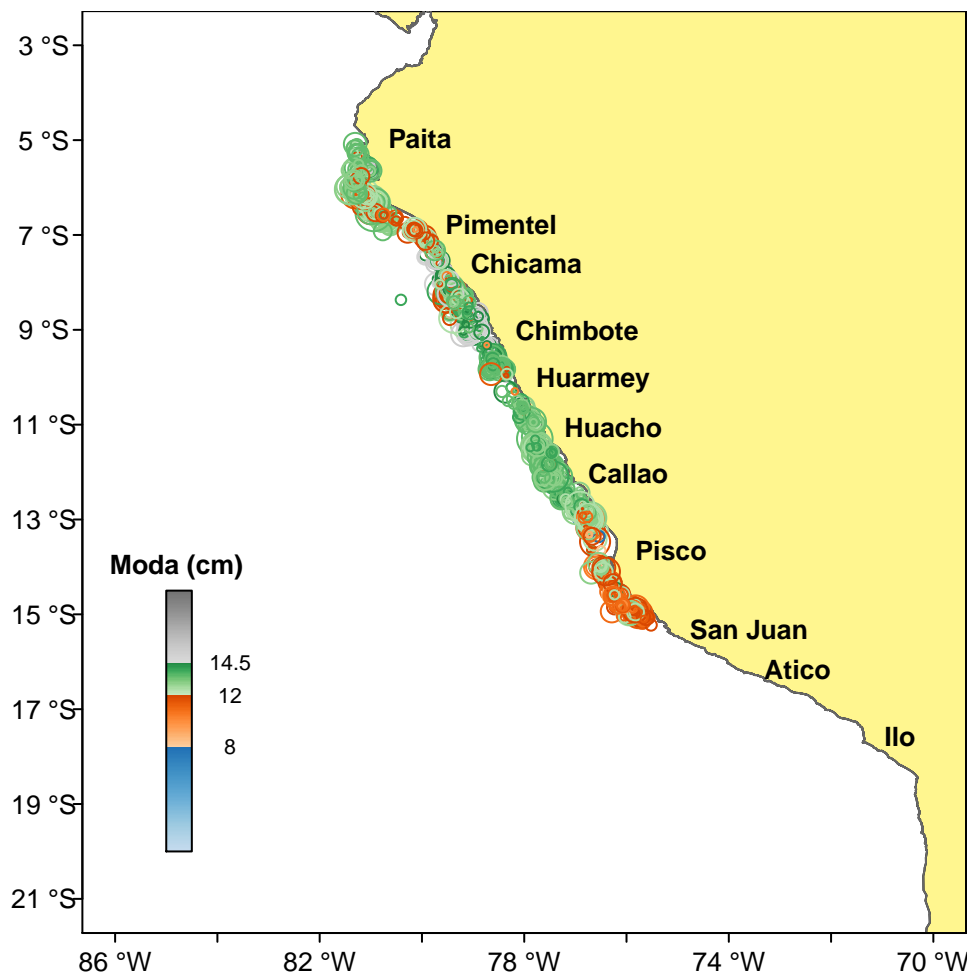 3 °S
5 °S
7 °S
9 °S
11 °S
13 °S
15 °S
17 °S
19 °S
21 °S
Paita
Pimentel
Chicama
Chimbote
Huarmey
Huacho
Callao
Pisco
San Juan
Atico
Ilo
Moda (cm)
14.5
12
8
86 °W
82 °W
78 °W
74 °W
70 °W